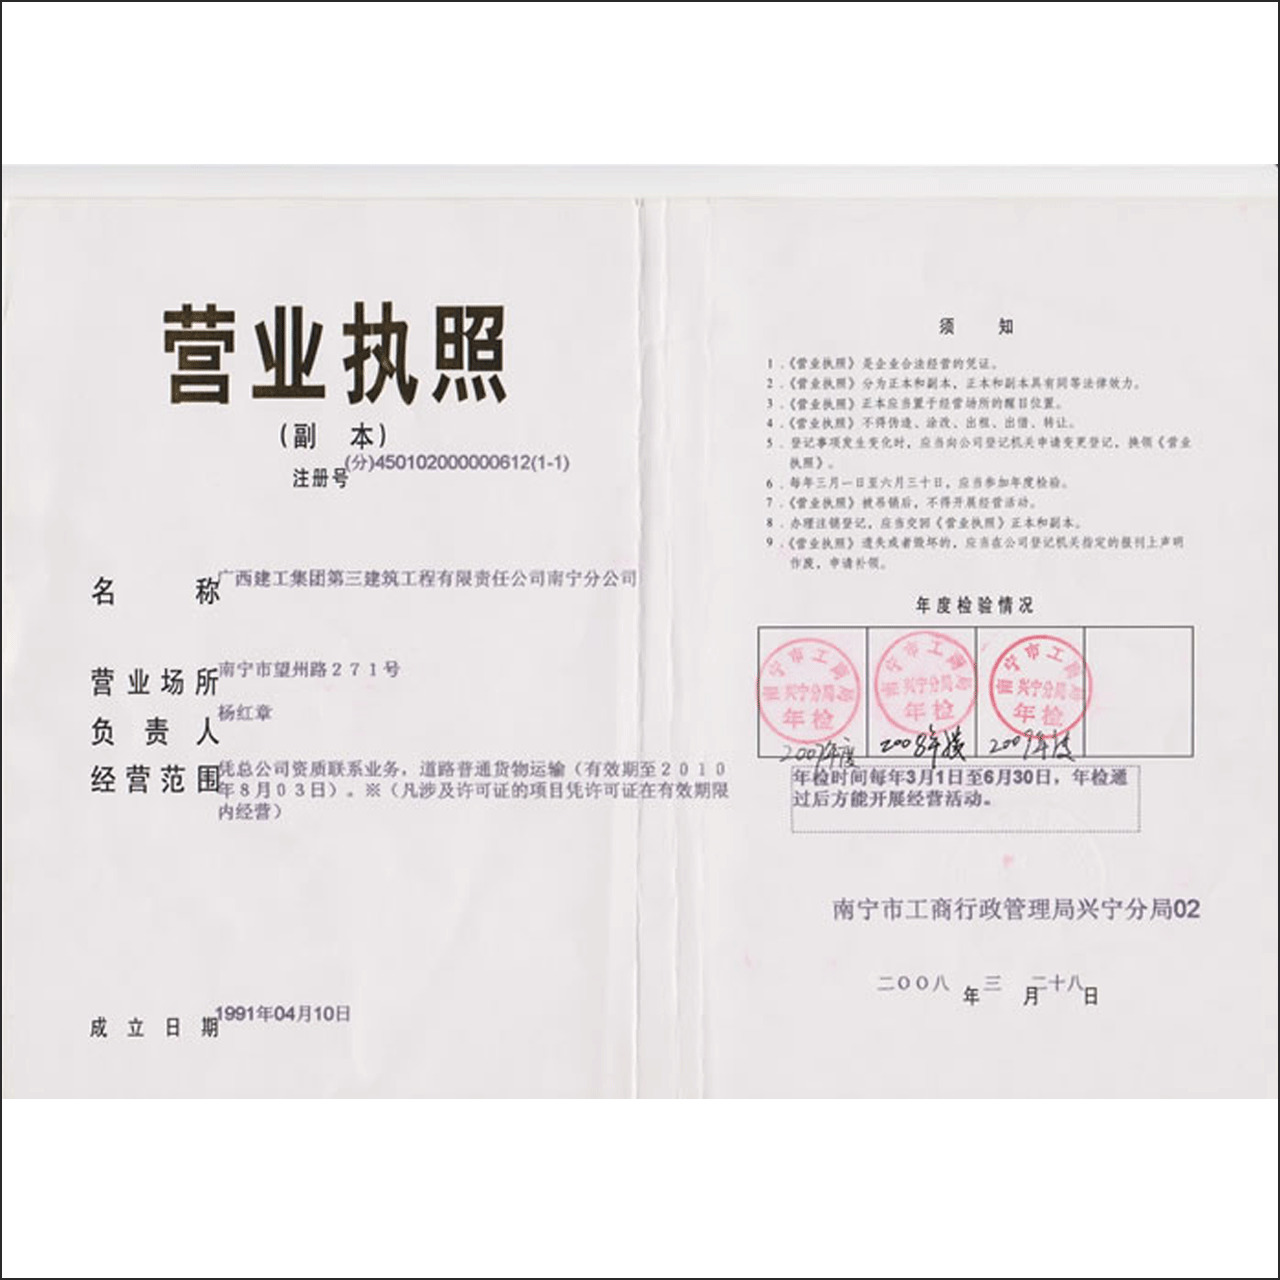 营业执照
(副 本)
注册号 (分)450102000000612(1-1)
名 称 广西建工集团第三建筑工程有限责任公司南宁分公司
营业场所 南宁市望州路271号
负 责 人 杨红章
经营范围 凭总公司资质联系业务，道路普通货物运输（有效期至2010
年8月03日）。※（凡涉及许可证的项目凭许可证在有效期限
内经营）
成立日期 1991年04月10日
须 知
1．《营业执照》是企业合法经营的凭证。
2．《营业执照》分为正本和副本，正本和副本具有同等法律效力。
3．《营业执照》正本应当置于经营场所的醒目位置。
4．《营业执照》不得伪造、涂改、出租、出借、转让。
5．登记事项发生变化时，应当向公司登记机关申请变更登记，换领《营业
执照》。
6．每年三月一日至六月三十日，应当参加年度检验。
7．《营业执照》被吊销后，不得开展经营活动。
8．办理注销登记，应当交回《营业执照》正本和副本。
9．《营业执照》遗失或者毁坏的，应当在公司登记机关指定的报刊上声明
作废，申请补领。
年度检验情况
南宁市工商局
兴宁分局
年检
2007年度
南宁市工商局
兴宁分局
年检
2008年度
南宁市工商局
兴宁分局
年检
2009年度
年检时间每年3月1日至6月30日，年检通
过后方能开展经营活动。
南宁市工商行政管理局兴宁分局02
二〇〇八年三月二十八日